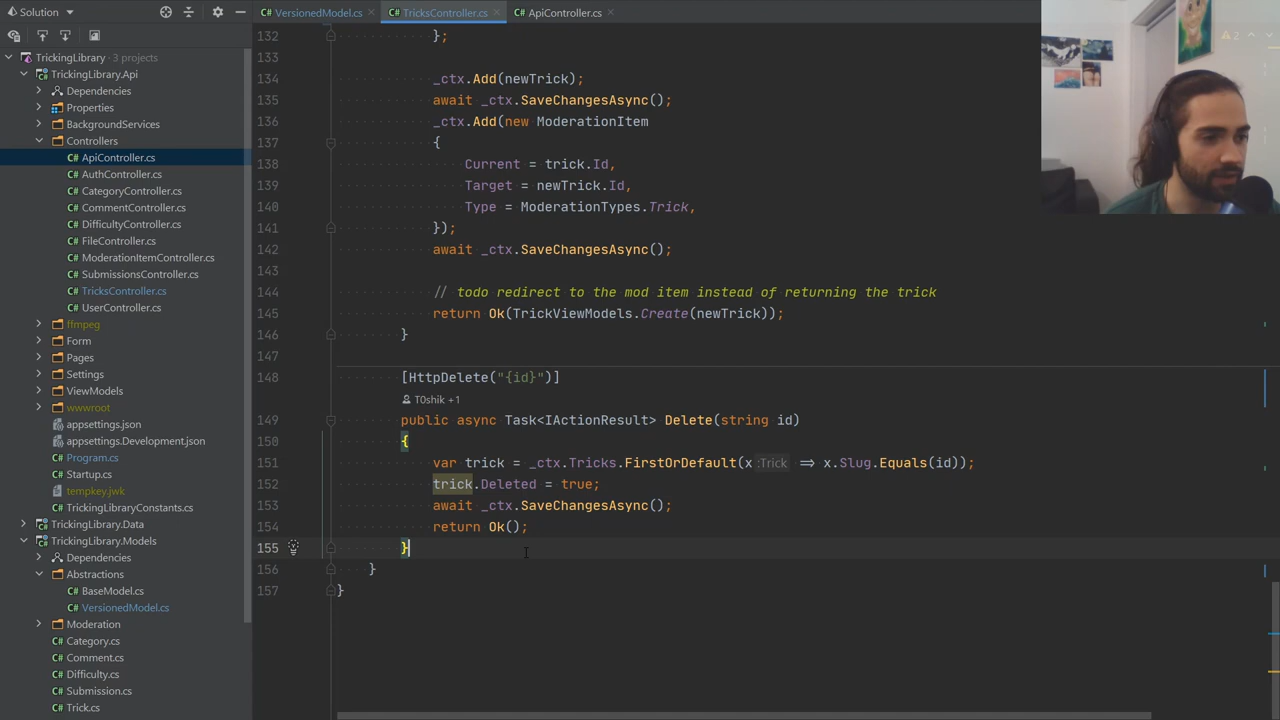 Solution
VersionedModel.cs
TricksController.cs
ApiController.cs
TrickingLibrary · 3 projects
TrickingLibrary.Api
Dependencies
Properties
BackgroundServices
Controllers
ApiController.cs
AuthController.cs
CategoryController.cs
CommentController.cs
DifficultyController.cs
FileController.cs
ModerationItemController.cs
SubmissionsController.cs
TricksController.cs
UserController.cs
ffmpeg
Form
Pages
Settings
ViewModels
wwwroot
appsettings.json
appsettings.Development.json
Program.cs
Startup.cs
tempkey.jwk
TrickingLibraryConstants.cs
TrickingLibrary.Data
TrickingLibrary.Models
Dependencies
Abstractions
BaseModel.cs
VersionedModel.cs
Moderation
Category.cs
Comment.cs
Difficulty.cs
Submission.cs
Trick.cs
2
132 };
133
134 _ctx.Add(newTrick);
135 await _ctx.SaveChangesAsync();
136 _ctx.Add(new ModerationItem
137 {
138 Current = trick.Id,
139 Target = newTrick.Id,
140 Type = ModerationTypes.Trick,
141 });
142 await _ctx.SaveChangesAsync();
143
144 // todo redirect to the mod item instead of returning the trick
145 return Ok(TrickViewModels.Create(newTrick));
146 }
147
148 [HttpDelete("{id}")]
T0shik +1
149 public async Task<IActionResult> Delete(string id)
150 {
151 var trick = _ctx.Tricks.FirstOrDefault(x :Trick => x.Slug.Equals(id));
152 trick.Deleted = true;
153 await _ctx.SaveChangesAsync();
154 return Ok();
155 }
156 }
157 }